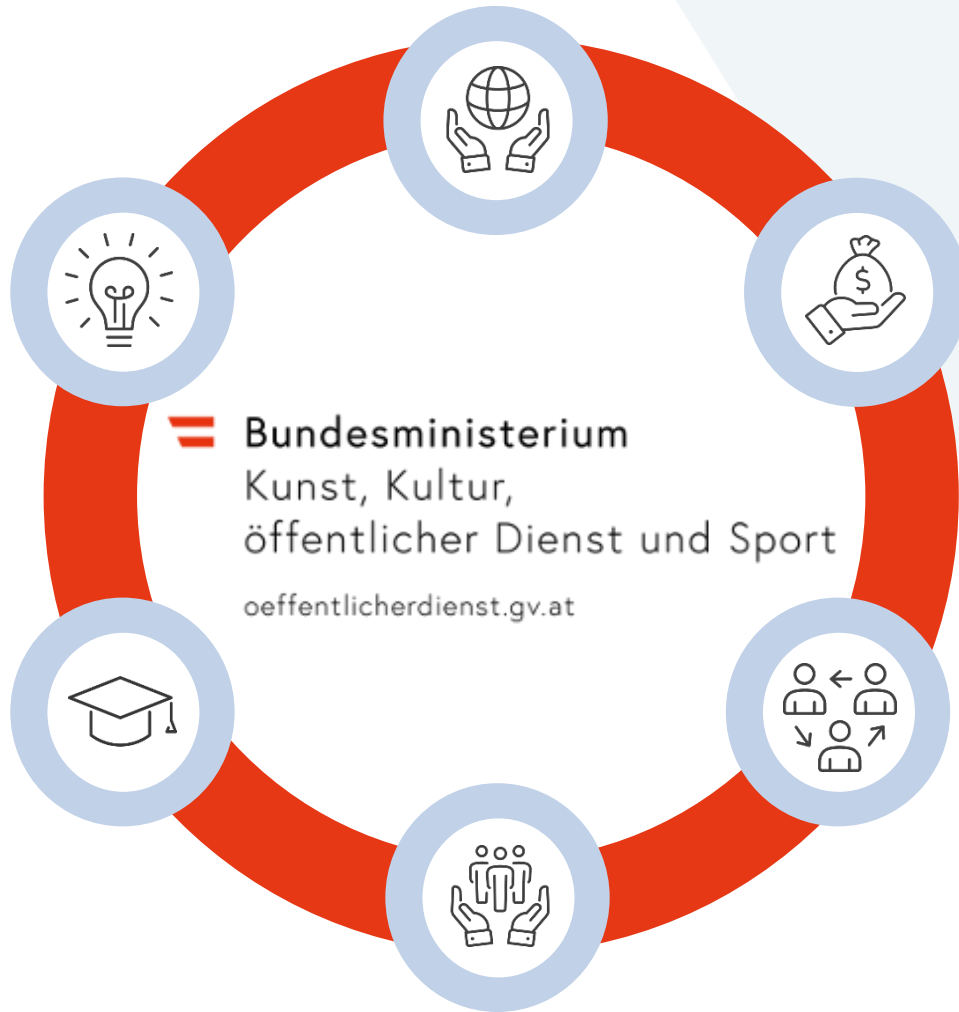 $
Bundesministerium
Kunst, Kultur,
öffentlicher Dienst und Sport
oeffentlicherdienst.gv.at